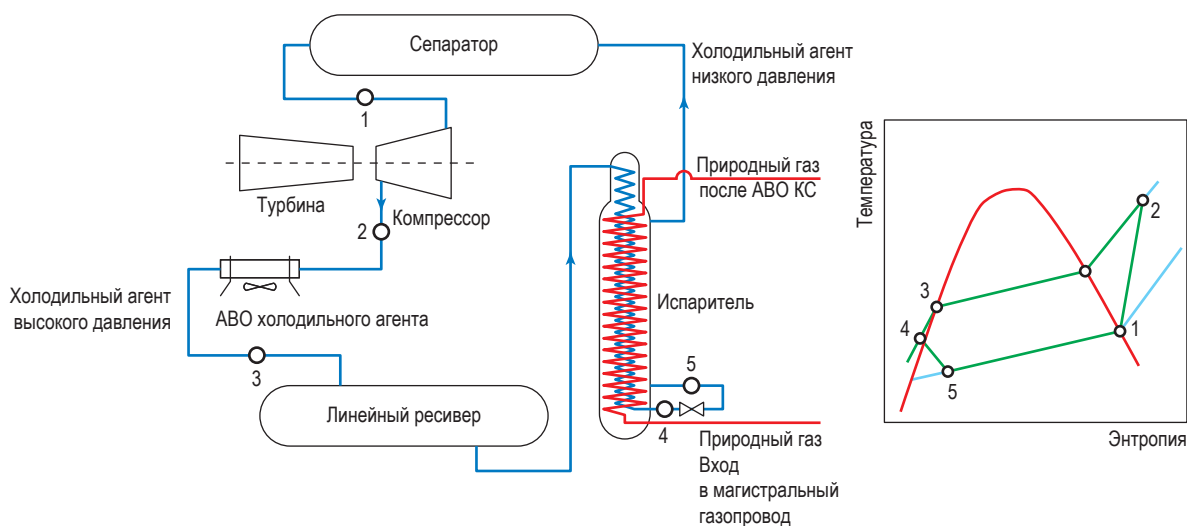 Сепаратор
Холодильный агент
низкого давления
1
Турбина
Компрессор
2
Холодильный агент
высокого давления
АВО холодильного агента
3
Линейный ресивер
Природный газ
после АВО КС
Испаритель
5
4
Природный газ
Вход
в магистральный
газопровод
Температура
2
3
4
1
5
Энтропия